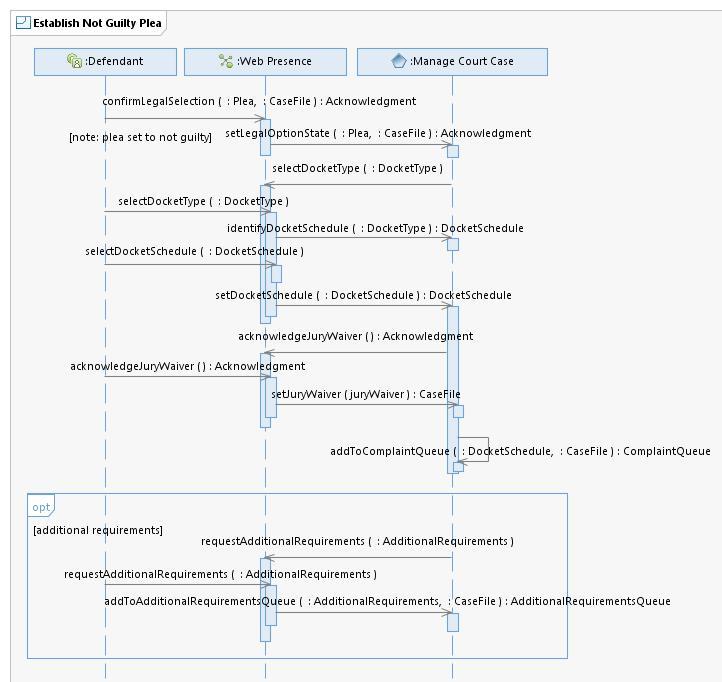 Establish Not Guilty Plea
:Defendant
:Web Presence
:Manage Court Case
confirmLegalSelection ( : Plea, : CaseFile ) : Acknowledgment
[note: plea set to not guilty]
setLegalOptionState ( : Plea, : CaseFile ) : Acknowledgment
selectDocketType ( : DocketType )
selectDocketType ( : DocketType )
identifyDocketSchedule ( : DocketType ) : DocketSchedule
selectDocketSchedule ( : DocketSchedule )
setDocketSchedule ( : DocketSchedule ) : DocketSchedule
acknowledgeJuryWaiver () : Acknowledgment
acknowledgeJuryWaiver () : Acknowledgment
setJuryWaiver (juryWaiver ) : CaseFile
addToComplaintQueue ( : DocketSchedule, : CaseFile ) : ComplaintQueue
opt
[additional requirements]
requestAdditionalRequirements ( : AdditionalRequirements )
requestAdditionalRequirements ( : AdditionalRequirements )
addToAdditionalRequirementsQueue ( : AdditionalRequirements, : CaseFile ) : AdditionalRequirementsQueue